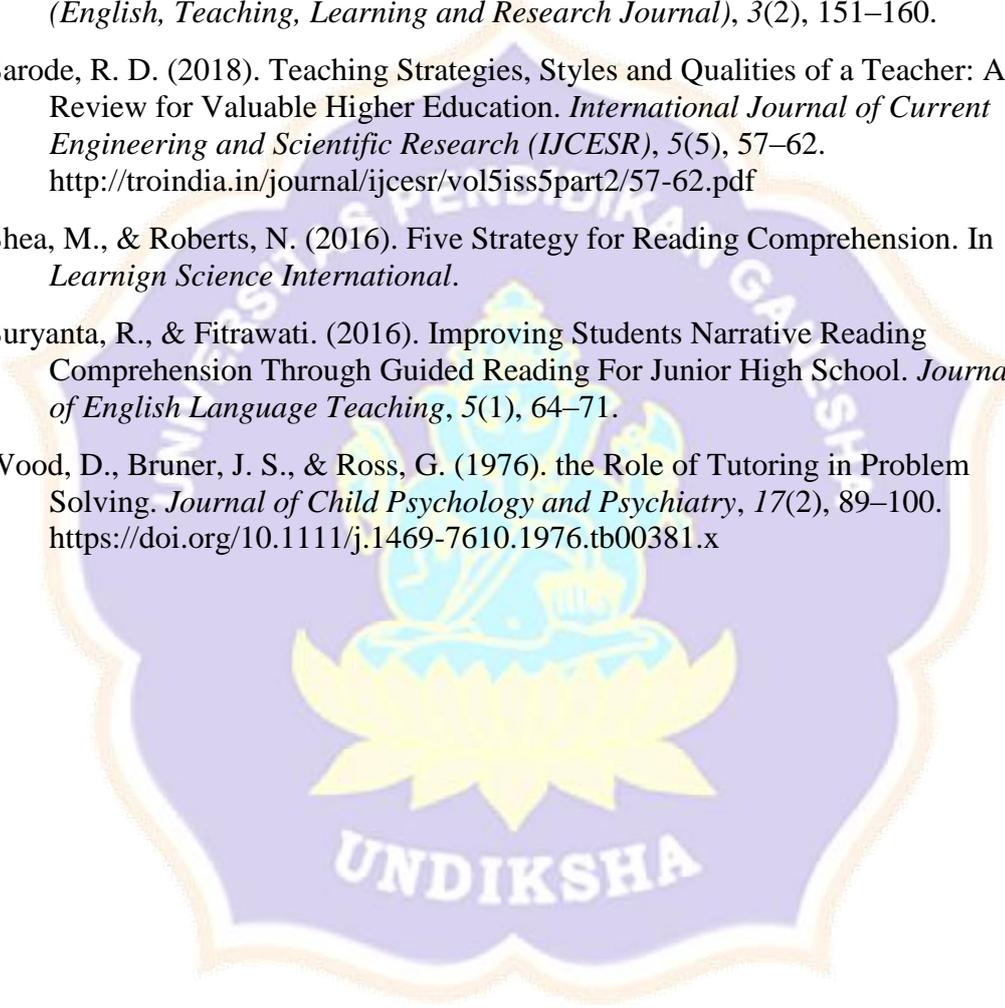 (English, Teaching, Learning and Research Journal), 3(2), 151–160.
arode, R. D. (2018). Teaching Strategies, Styles and Qualities of a Teacher: A
Review for Valuable Higher Education. International Journal of Current
Engineering and Scientific Research (IJCESR), 5(5), 57–62.
http://troindia.in/journal/ijcesr/vol5iss5part2/57-62.pdf
hea, M., & Roberts, N. (2016). Five Strategy for Reading Comprehension. In
Learnign Science International.
uryanta, R., & Fitrawati. (2016). Improving Students Narrative Reading
Comprehension Through Guided Reading For Junior High School. Journa
of English Language Teaching, 5(1), 64–71.
Wood, D., Bruner, J. S., & Ross, G. (1976). the Role of Tutoring in Problem
Solving. Journal of Child Psychology and Psychiatry, 17(2), 89–100.
https://doi.org/10.1111/j.1469-7610.1976.tb00381.x
UNIVERSITAS PENDIDIKAN GANESHA
UNDIKSHA